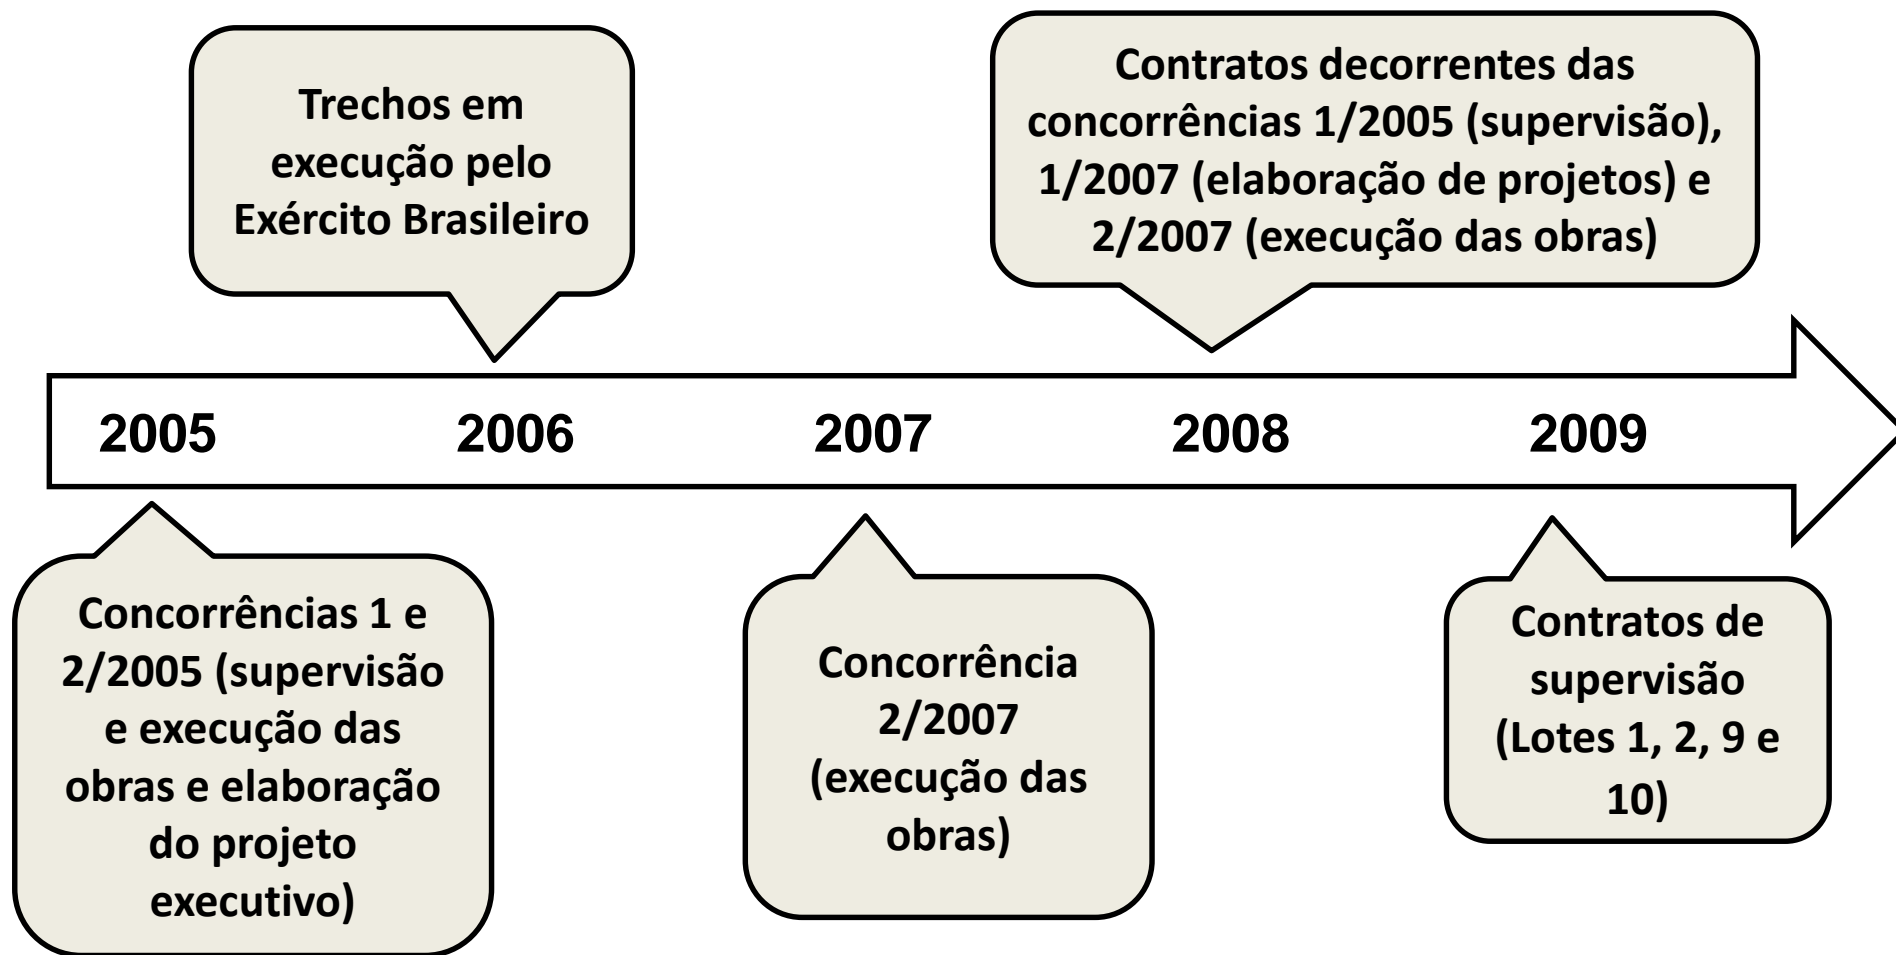 Trechos em
execução pelo
Exército Brasileiro
Contratos decorrentes das
concorrências 1/2005 (supervisão),
1/2007 (elaboração de projetos) e
2/2007 (execução das obras)
2005 2006 2007 2008 2009
Concorrências 1 e
2/2005 (supervisão
e execução das
obras e elaboração
do projeto
executivo)
Concorrência
2/2007
(execução das
obras)
Contratos de
supervisão
(Lotes 1, 2, 9 e
10)